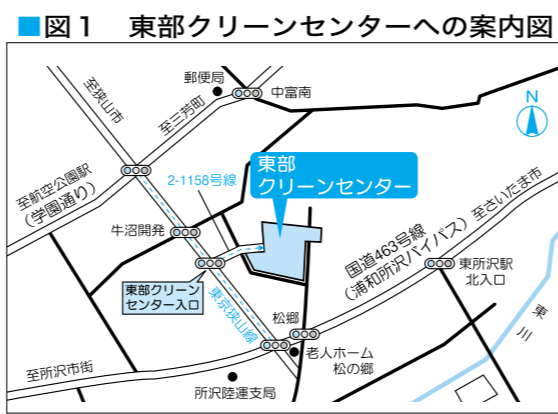 ■図1 東部クリーンセンターへの案内図
郵便局
中富南
至狭山市
至三芳町
N
2-1158号線
東部
クリーンセンター
至航空公園駅
(学園通り)
牛沼開発
国道463号線
(浦和所沢バイパス)
至さいたま市
東部クリーン
センター入口
東京狭山線
東所沢駅
北入口
松郷
東川
老人ホーム
松の郷
至所沢市街
所沢陸運支局